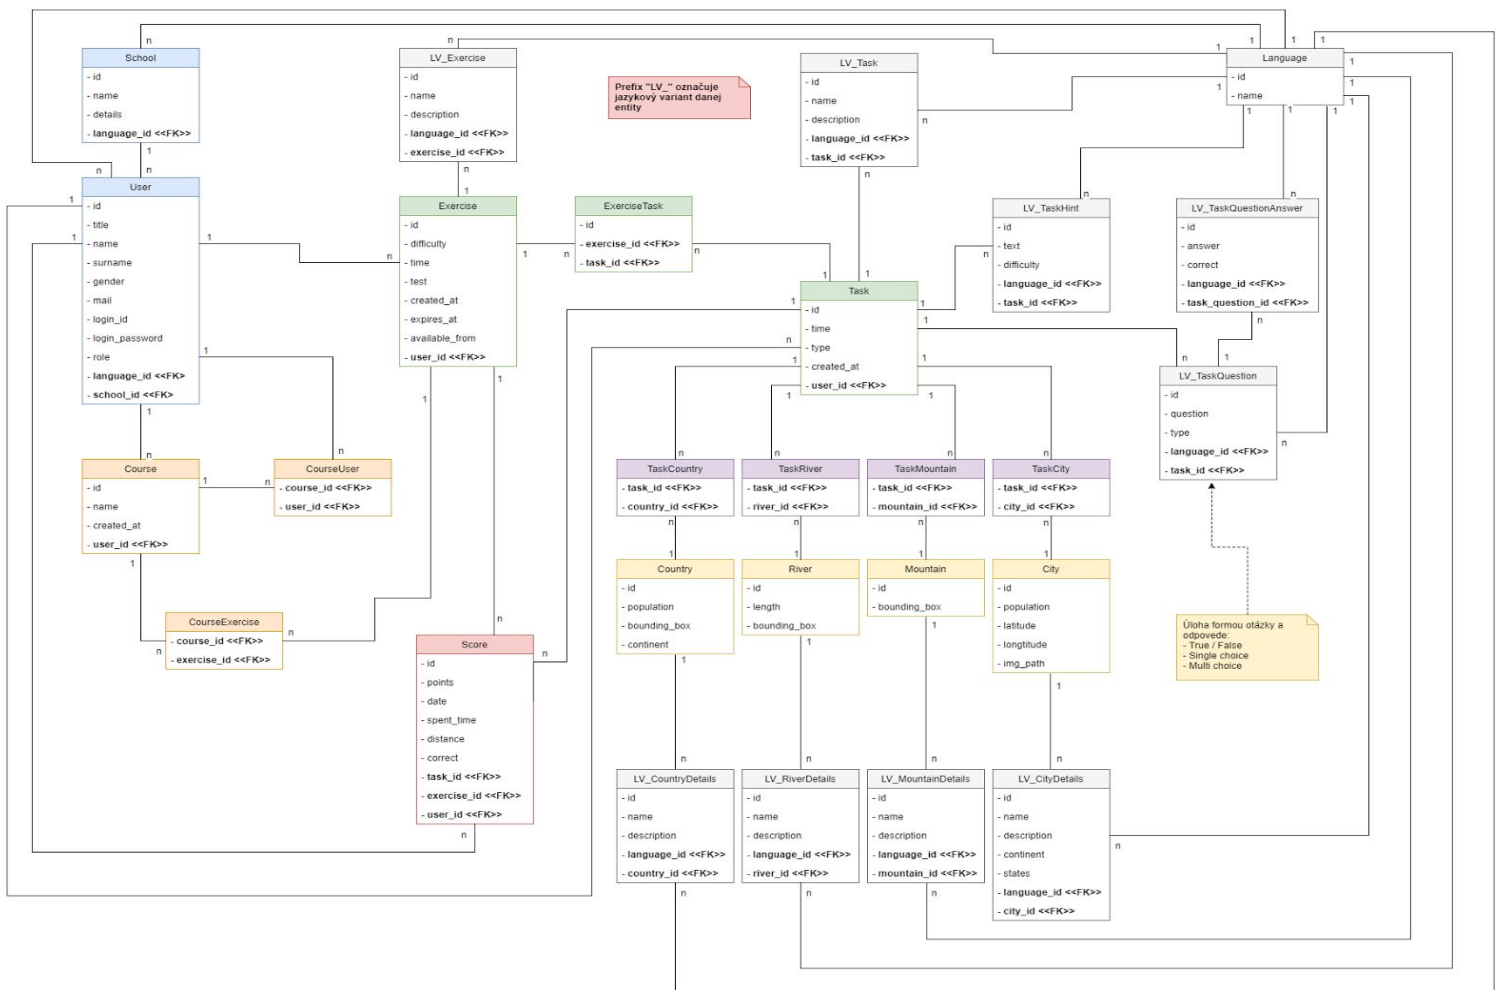 School
- id
- name
- details
- language_id <<FK>>
LV_Exercise
- id
- name
- description
- language_id <<FK>>
- exercise_id <<FK>>
Prefix "LV_" označuje
jazykový variant danej
entity
LV_Task
- id
- name
- description
- language_id <<FK>>
- task_id <<FK>>
Language
- id
- name
User
- id
- title
- name
- surname
- gender
- mail
- login_id
- login_password
- role
- language_id <<FK>
- school_id <<FK>
Exercise
- id
- difficulty
- time
- test
- created_at
- expires_at
- available_from
- user_id <<FK>>
ExerciseTask
- id
- exercise_id <<FK>>
- task_id <<FK>>
Task
- id
- time
- type
- created_at
- user_id <<FK>>
LV_TaskHint
- id
- text
- difficulty
- language_id <<FK>>
- task_id <<FK>>
LV_TaskQuestionAnswer
- id
- answer
- correct
- language_id <<FK>>
- task_question_id <<FK>>
LV_TaskQuestion
- id
- question
- type
- language_id <<FK>>
- task_id <<FK>>
Course
- id
- name
- created_at
- user_id <<FK>>
CourseUser
- course_id <<FK>>
- user_id <<FK>>
TaskCountry
- task_id <<FK>>
- country_id <<FK>>
TaskRiver
- task_id <<FK>>
- river_id <<FK>>
TaskMountain
- task_id <<FK>>
- mountain_id <<FK>>
TaskCity
- task_id <<FK>>
- city_id <<FK>>
Country
- id
- population
- bounding_box
- continent
River
- id
- length
- bounding_box
Mountain
- id
- bounding_box
City
- id
- population
- latitude
- longtitude
- img_path
CourseExercise
- course_id <<FK>>
- exercise_id <<FK>>
Úloha formou otázky a
odpovede:
- True / False
- Single choice
- Multi choice
Score
- id
- points
- date
- spent_time
- distance
- correct
- task_id <<FK>>
- exercise_id <<FK>>
- user_id <<FK>>
LV_CountryDetails
- id
- name
- description
- language_id <<FK>>
- country_id <<FK>>
LV_RiverDetails
- id
- name
- description
- language_id <<FK>>
- river_id <<FK>>
LV_MountainDetails
- id
- name
- description
- language_id <<FK>>
- mountain_id <<FK>>
LV_CityDetails
- id
- name
- description
- continent
- states
- language_id <<FK>>
- city_id <<FK>>